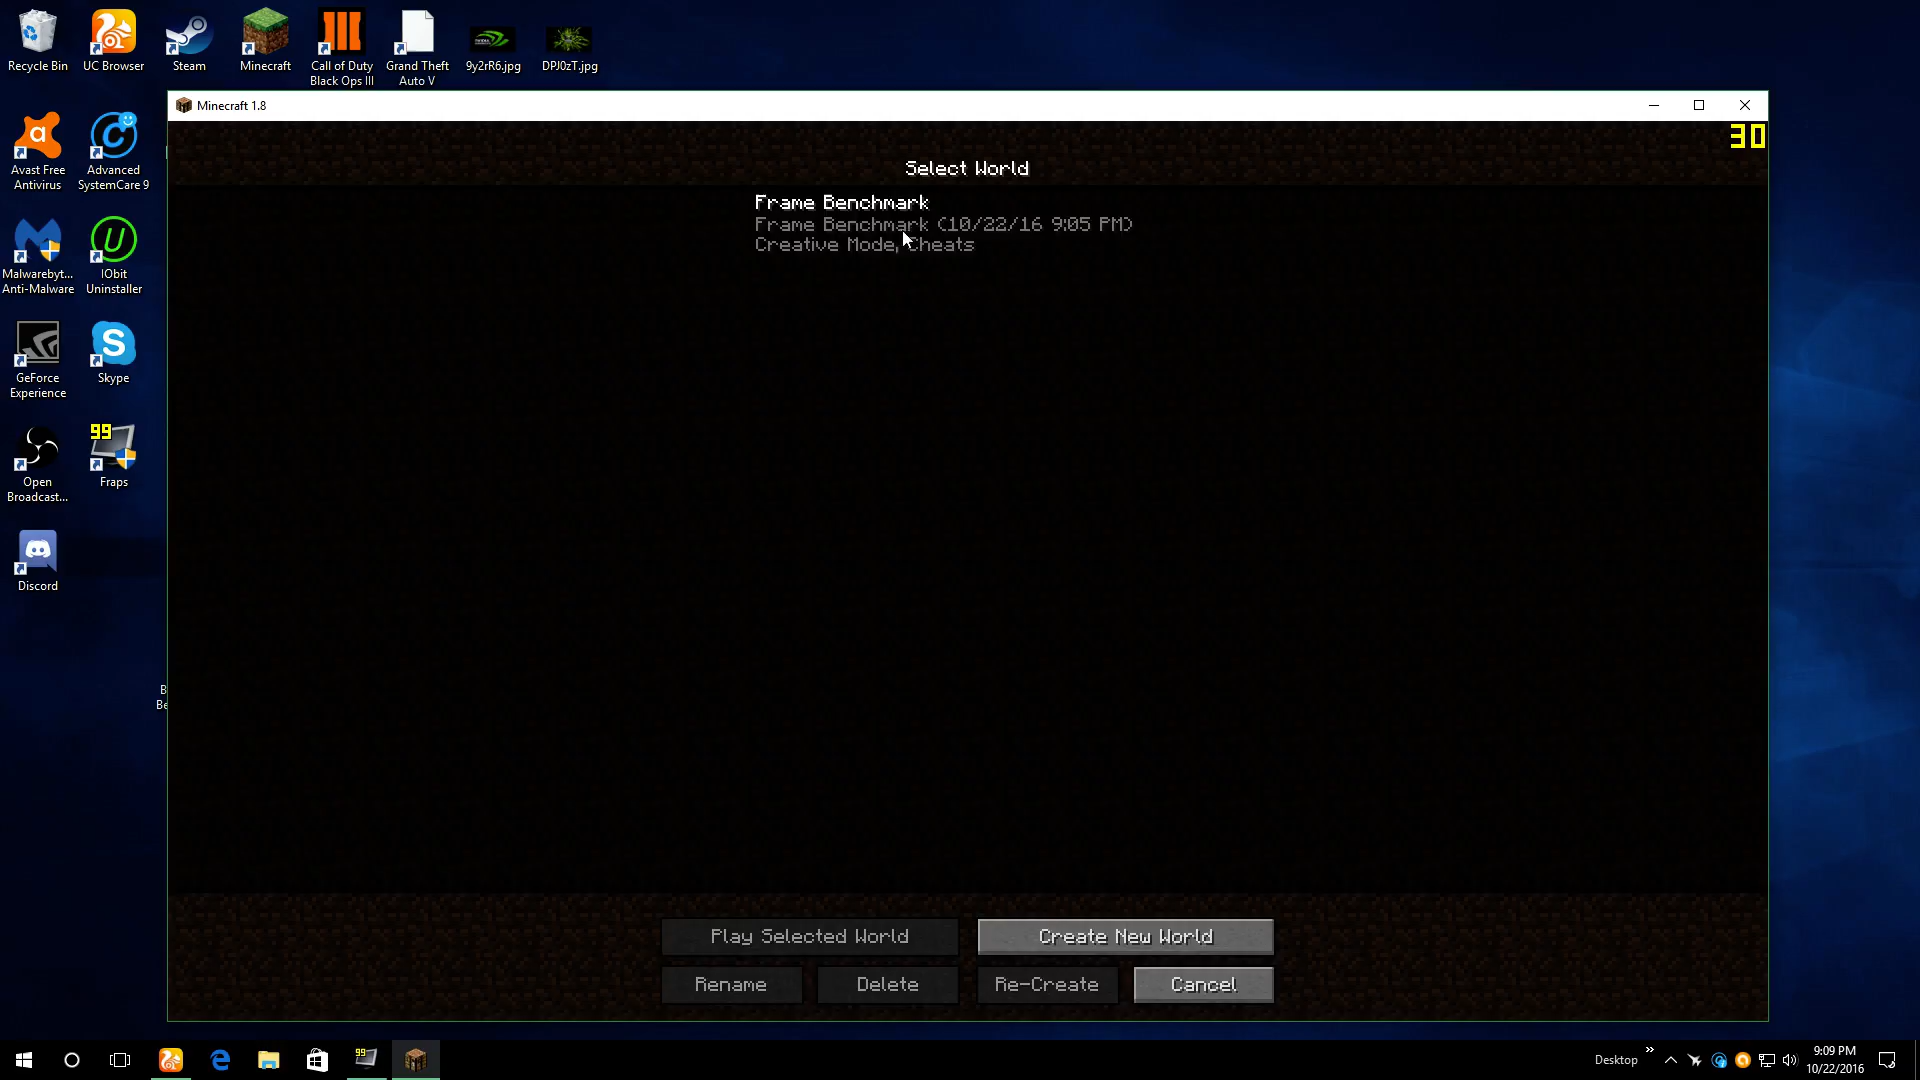 Recycle Bin
UC Browser
Steam
Minecraft
Call of Duty
Black Ops III
Grand Theft
Auto V
9y2rR6.jpg
DPJ0zT.jpg
Minecraft 1.8
30
Select World
Frame Benchmark
Frame Benchmark (10/22/16 9:05 PM)
Creative Mode, Cheats
Avast Free
Antivirus
Advanced
SystemCare 9
Malwarebyt...
Anti-Malware
IObit
Uninstaller
GeForce
Experience
Skype
Open
Broadcast...
99
Fraps
Discord
B
Be
Play Selected World
Create New World
Rename
Delete
Re-Create
Cancel
99
Desktop
»
9:09 PM
10/22/2016